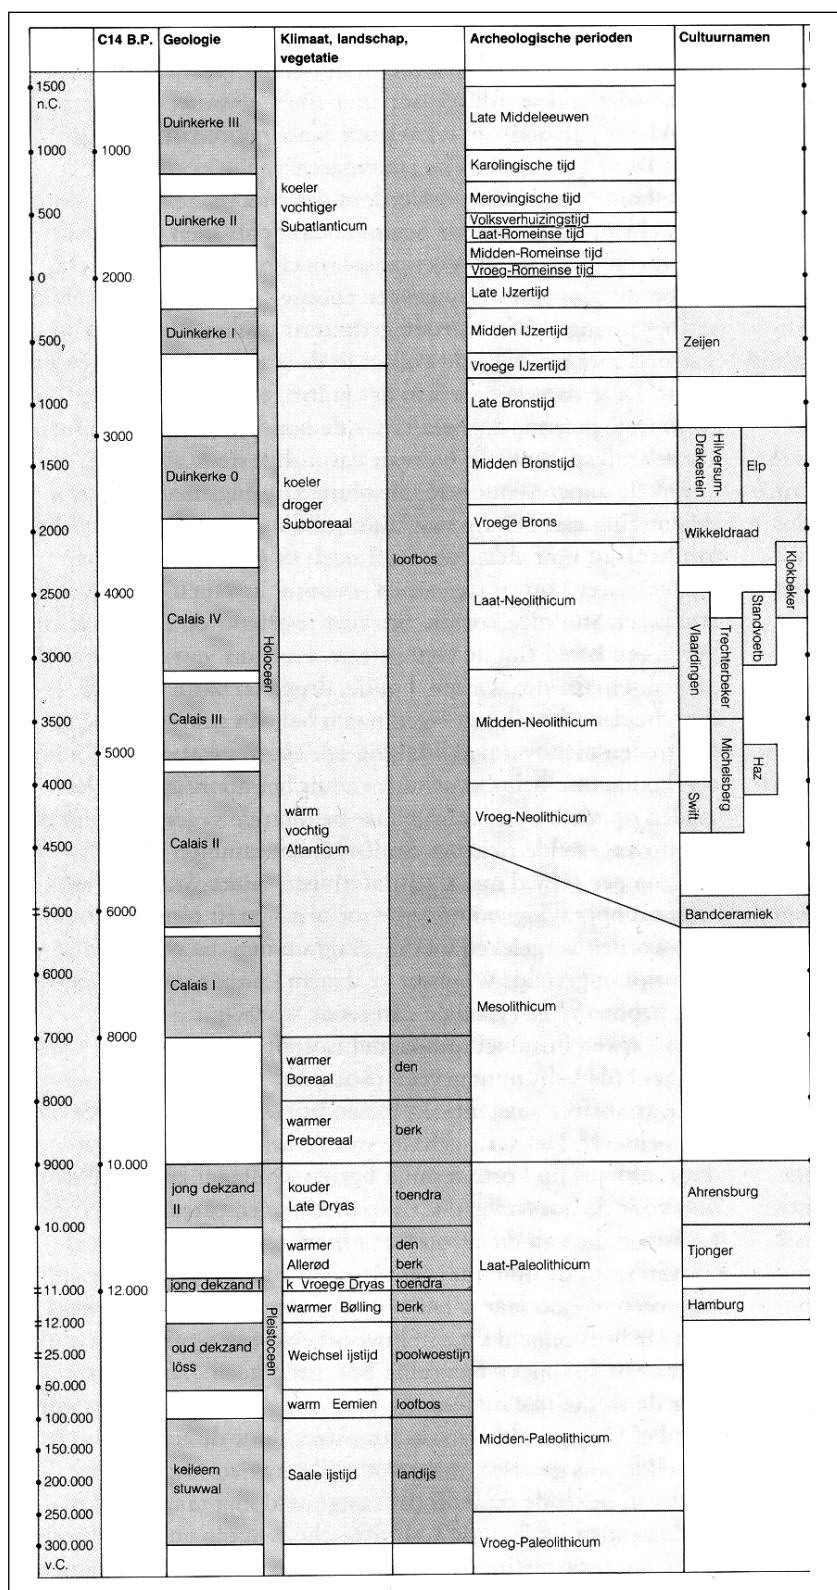 C14 B.P.
Geologie
Klimaat, landschap,
vegetatie
Archeologische perioden
Cultuurnamen
1500
n.C.
1000
500
0
500,
1000
1500
2000
2500
3000
3500
4000
4500
5000
6000
7000
8000
9000
10.000
11.000
12.000
25.000
50.000
100.000
150.000
200.000
250.000
300.000
v.C.
1000
2000
3000
4000
5000
6000
8000
10.000
12.000
Duinkerke III
Duinkerke II
Duinkerke I
Duinkerke 0
Calais IV
Calais III
Calais II
Calais I
jong dekzand
II
jong dekzand I
oud dekzand
löss
keileem
stuwwal
Holoceen
Pleistoceen
koeler
vochtiger
Subatlanticum
koeler
droger
Subboreaal
warm
vochtig
Atlanticum
warmer
Boreaal
warmer
Preboreaal
kouder
Late Dryas
warmer
Allerød
k Vroege Dryas
warmer Bølling
Weichsel ijstijd
warm Eemien
Saale ijstijd
loofbos
den
berk
toendra
den
berk
toendra
berk
poolwoestijn
loofbos
landijs
Late Middeleeuwen
Karolingische tijd
Merovingische tijd
Volksverhuizingstijd
Laat-Romeinse tijd
Midden-Romeinse tijd
Vroeg-Romeinse tijd
Late IJzertijd
Midden IJzertijd
Vroege IJzertijd
Late Bronstijd
Midden Bronstijd
Vroege Brons
Laat-Neolithicum
Midden-Neolithicum
Vroeg-Neolithicum
Mesolithicum
Laat-Paleolithicum
Midden-Paleolithicum
Vroeg-Paleolithicum
Zeijen
Hilversum-
Drakestein
Elp
Wikkeldraad
Klokbeker
Standvoetb
Trechterbeker
Vlaardingen
Michelsberg
Haz
Swift
Bandceramiek
Ahrensburg
Tjonger
Hamburg